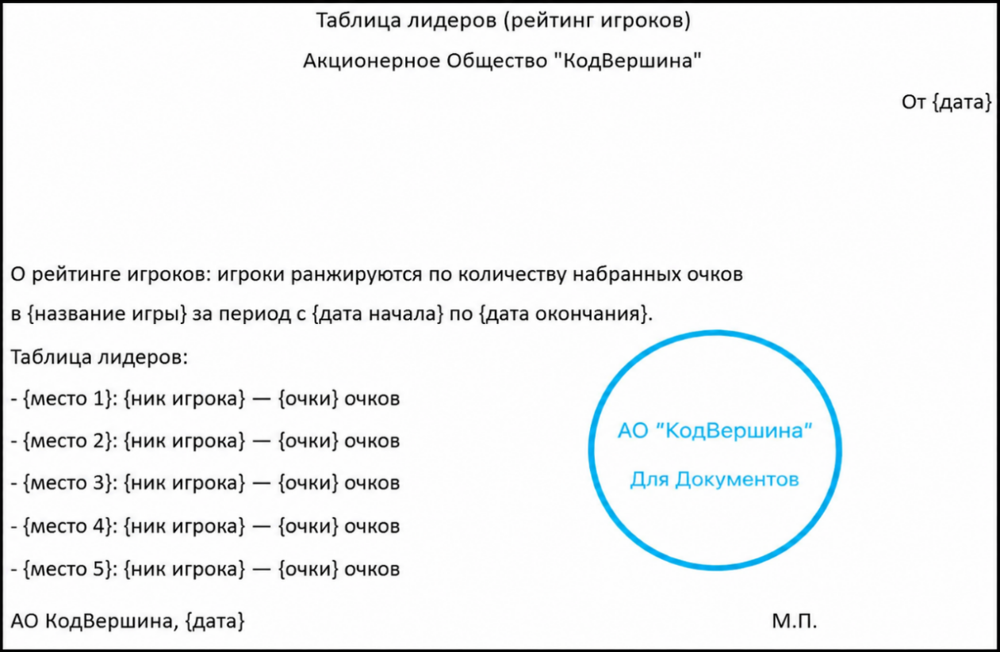 Таблица лидеров (рейтинг игроков)
Акционерное Общество "КодВершина"
От {дата}
О рейтинге игроков: игроки ранжируются по количеству набранных очков
в {название игры} за период с {дата начала} по {дата окончания}.
Таблица лидеров:
- {место 1}: {ник игрока} — {очки} очков
- {место 2}: {ник игрока} — {очки} очков
- {место 3}: {ник игрока} — {очки} очков
- {место 4}: {ник игрока} — {очки} очков
- {место 5}: {ник игрока} — {очки} очков
АО "КодВершина"
Для Документов
АО КодВершина, {дата}
М.П.